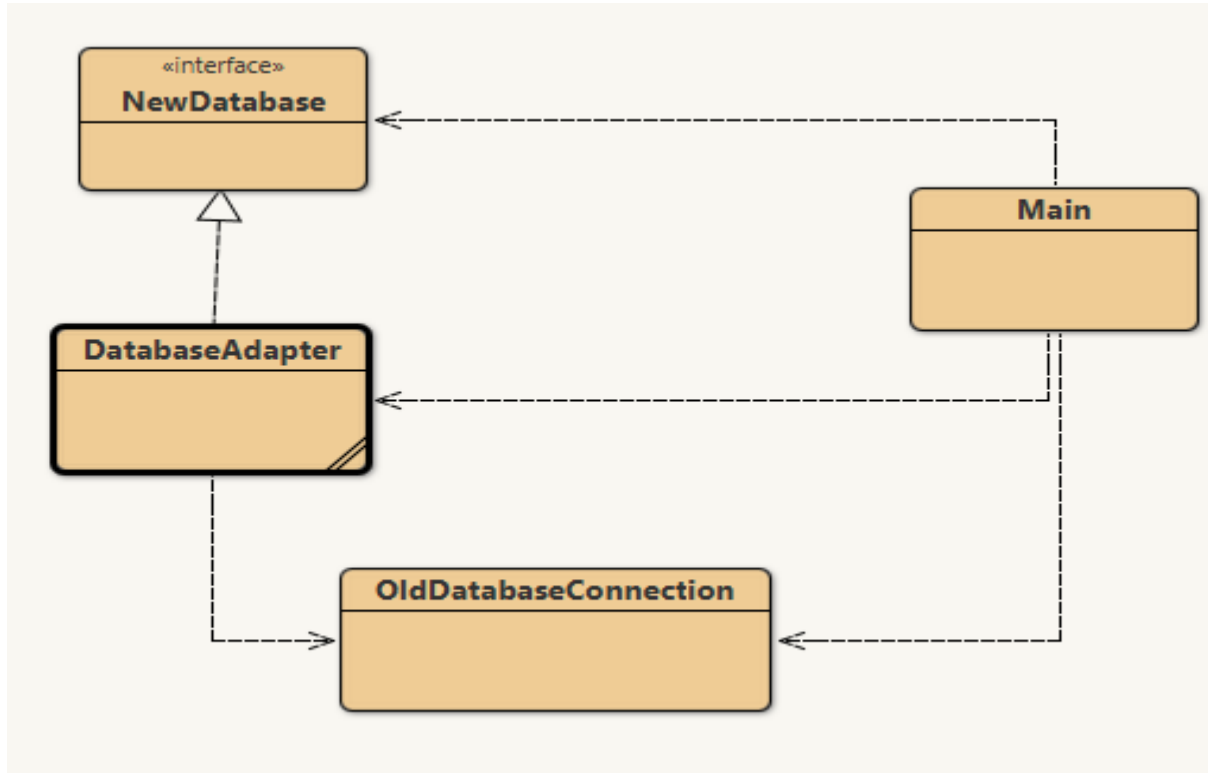 «interface»
NewDatabase
Main
DatabaseAdapter
OldDatabaseConnection